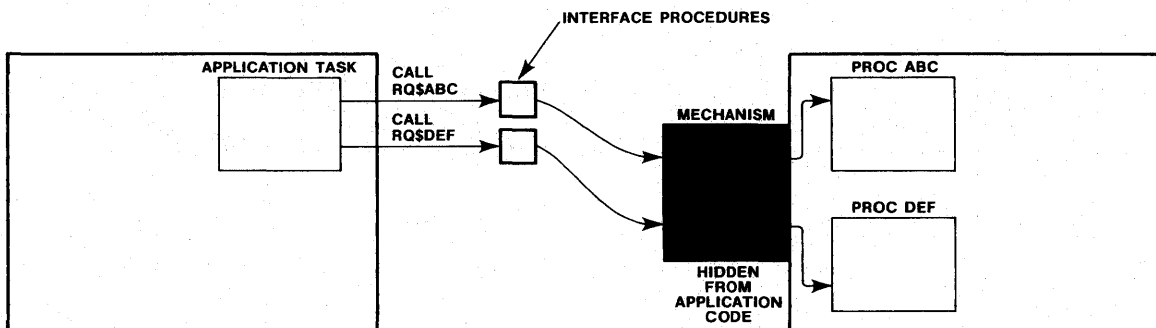 INTERFACE PROCEDURES
APPLICATION TASK
CALL
RQ$ABC
CALL
RQ$DEF
MECHANISM
HIDDEN
FROM
APPLICATION
CODE
PROC ABC
PROC DEF